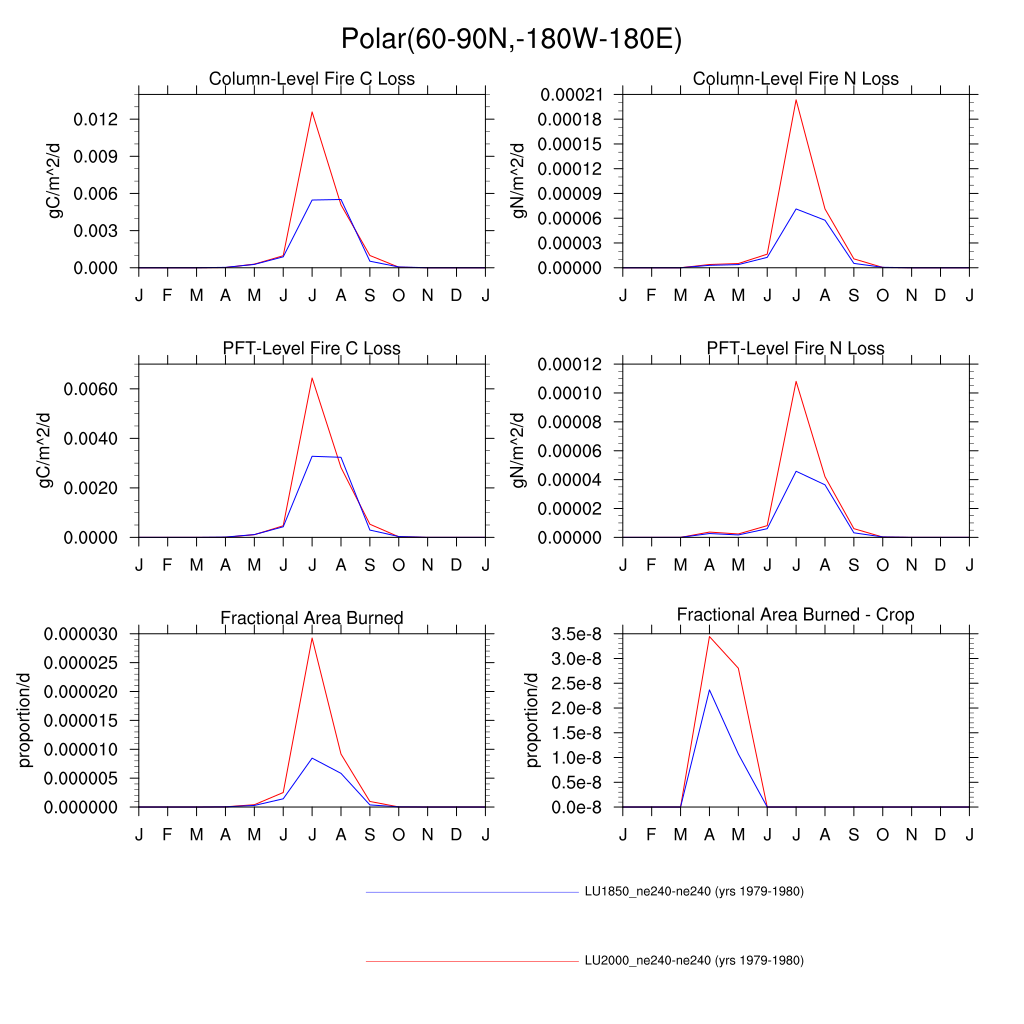 Polar(60-90N,-180W-180E)
Column-Level Fire C Loss
gC/m^2/d
0.012
0.009
0.006
0.003
0.000
J F M A M J J A S O N D J
Column-Level Fire N Loss
gN/m^2/d
0.00021
0.00018
0.00015
0.00012
0.00009
0.00006
0.00003
0.00000
J F M A M J J A S O N D J
PFT-Level Fire C Loss
gC/m^2/d
0.0060
0.0040
0.0020
0.0000
J F M A M J J A S O N D J
PFT-Level Fire N Loss
gN/m^2/d
0.00012
0.00010
0.00008
0.00006
0.00004
0.00002
0.00000
J F M A M J J A S O N D J
Fractional Area Burned
proportion/d
0.000030
0.000025
0.000020
0.000015
0.000010
0.000005
0.000000
J F M A M J J A S O N D J
Fractional Area Burned - Crop
proportion/d
3.5e-8
3.0e-8
2.5e-8
2.0e-8
1.5e-8
1.0e-8
0.5e-8
0.0e-8
J F M A M J J A S O N D J
LU1850_ne240-ne240 (yrs 1979-1980)
LU2000_ne240-ne240 (yrs 1979-1980)